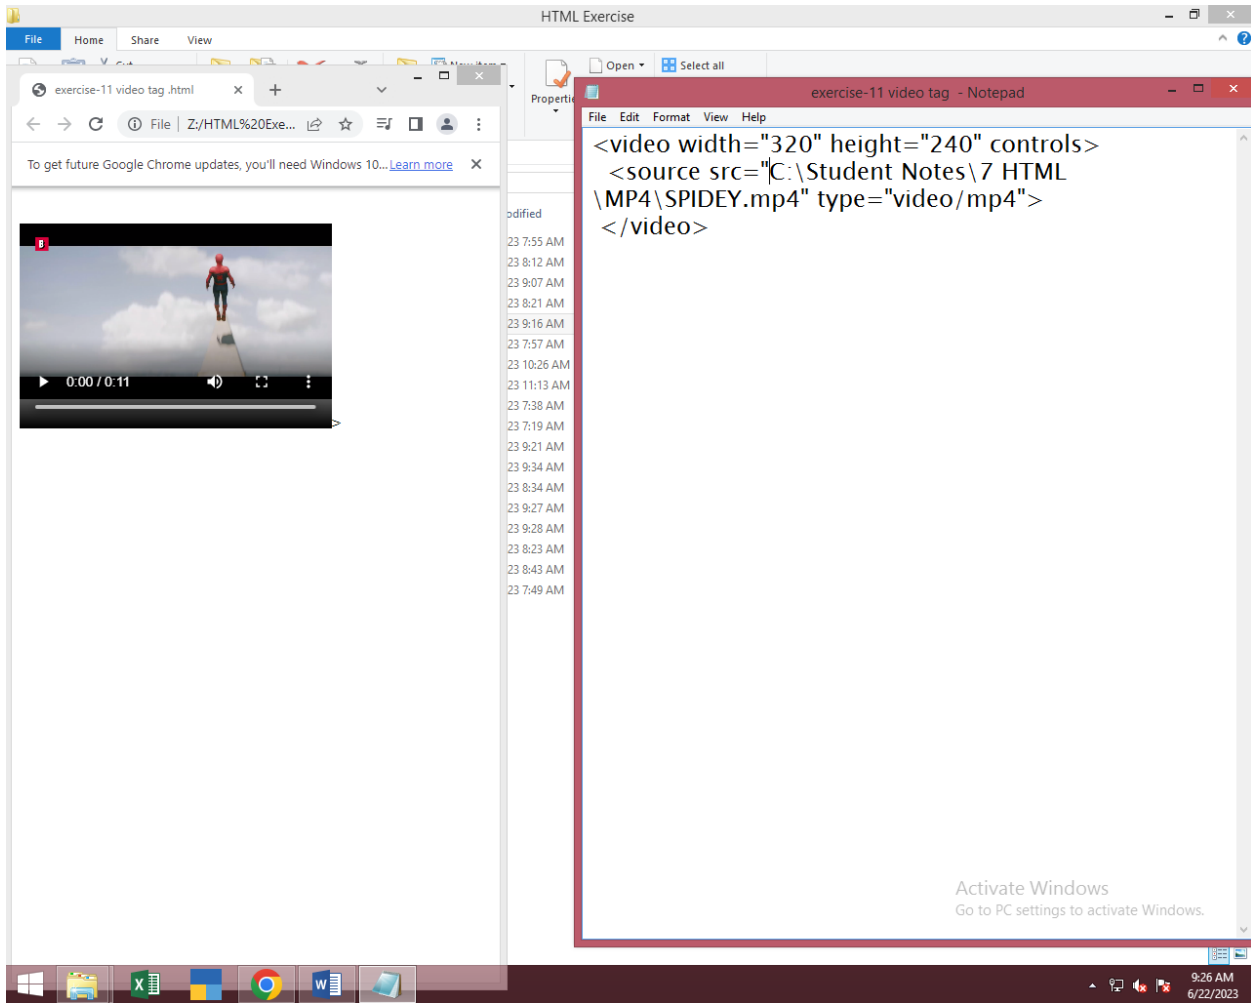 HTML Exercise
File Home Share View
Open
Select all
exercise-11 video tag .html
File Z:/HTML%20Exe...
To get future Google Chrome updates, you'll need Windows 10... Learn more
B
0:00 / 0:11
>
23 7:55 AM
23 8:12 AM
23 9:07 AM
23 8:21 AM
23 9:16 AM
23 7:57 AM
23 10:26 AM
23 11:13 AM
23 7:38 AM
23 7:19 AM
23 9:21 AM
23 9:34 AM
23 8:34 AM
23 9:27 AM
23 9:28 AM
23 8:23 AM
23 8:43 AM
23 7:49 AM
exercise-11 video tag - Notepad
File Edit Format View Help
<video width="320" height="240" controls>
<source src="C:\Student Notes\7 HTML
\MP4\SPIDEY.mp4" type="video/mp4">
</video>
Activate Windows
Go to PC settings to activate Windows.
9:26 AM
6/22/2023